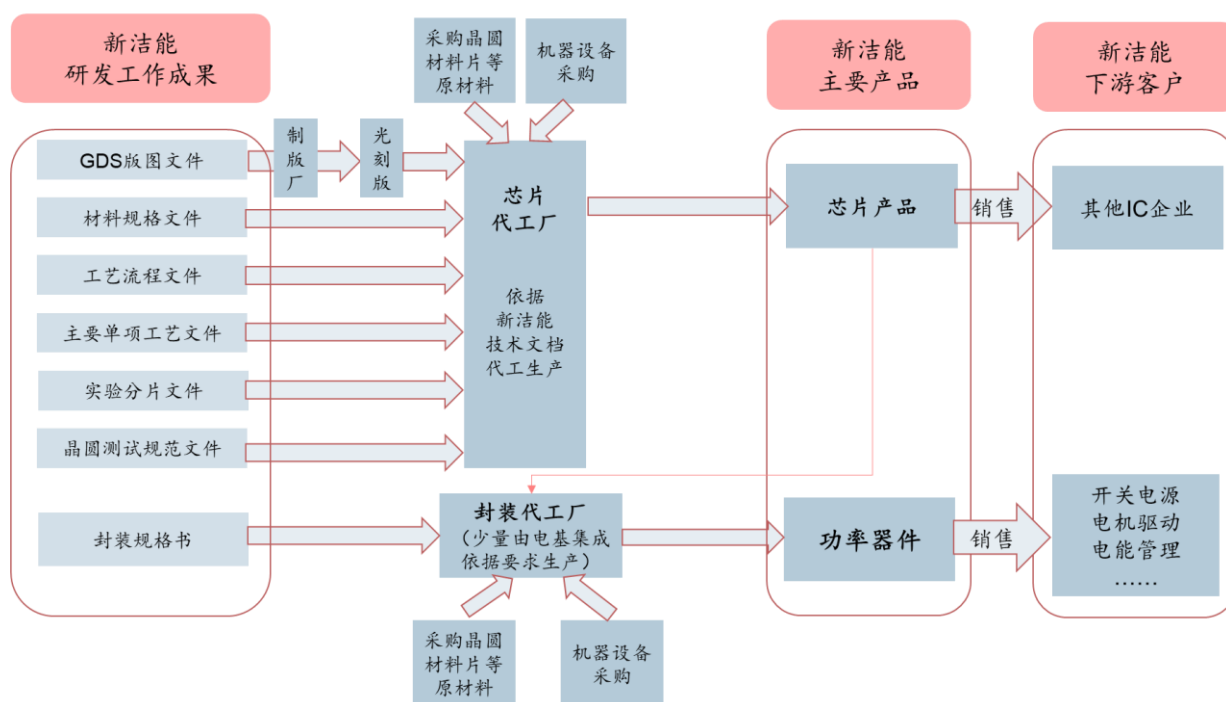 新洁能
研发工作成果
采购晶圆
材料片等
原材料
机器设备
采购
新洁能
主要产品
新洁能
下游客户
GDS版图文件
制
版
厂
光
刻
版
材料规格文件
工艺流程文件
主要单项工艺文件
实验分片文件
晶圆测试规范文件
封装规格书
芯片
代工厂
依据
新洁能
技术文档
代工生产
芯片产品
销售
其他IC企业
封装代工厂
（少量由电基集成
依据要求生产）
功率器件
销售
开关电源
电机驱动
电能管理
……
采购晶圆
材料片等
原材料
机器设备
采购